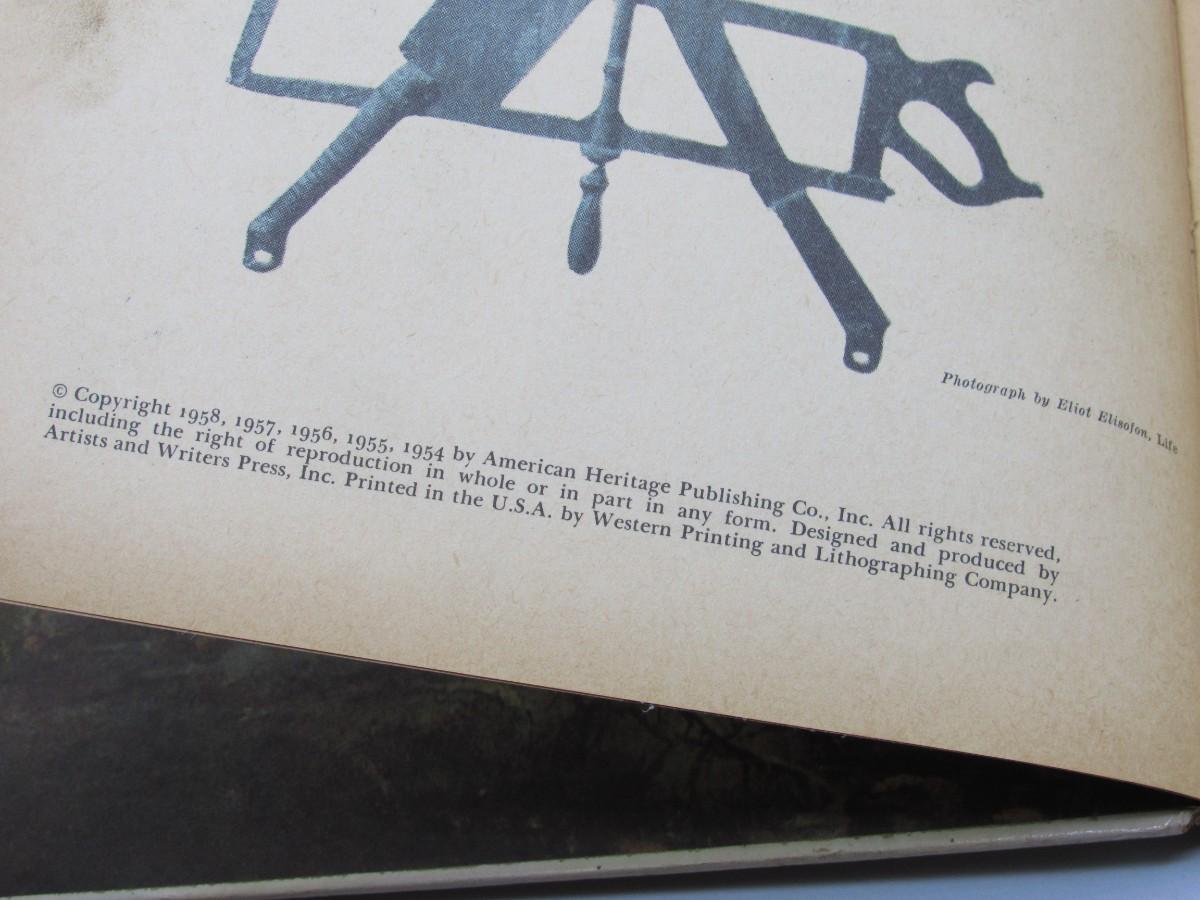 Photograph by Eliot Elisofon, Life
© Copyright 1958, 1957, 1956, 1955, 1954 by American Heritage Publishing Co., Inc. All rights reserved,
including the right of reproduction in whole or in part in any form. Designed and produced by
Artists and Writers Press, Inc. Printed in the U.S.A. by Western Printing and Lithographing Company.